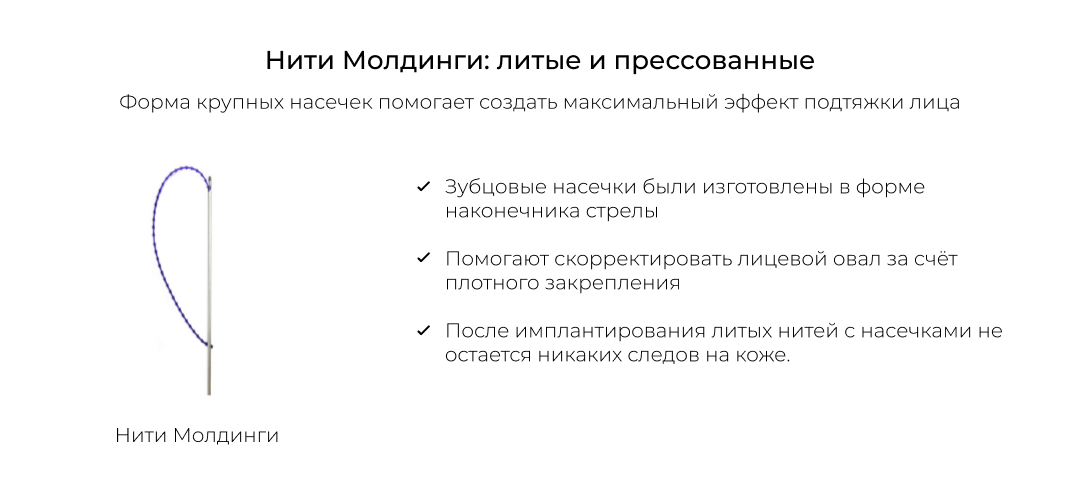 Нити Молдинги: литые и прессованные
Форма крупных насечек помогает создать максимальный эффект подтяжки лица
Зубцовые насечки были изготовлены в форме
наконечника стрелы
Помогают скорректировать лицевой овал за счёт
плотного закрепления
После имплантирования литых нитей с насечками не
остается никаких следов на коже.
Нити Молдинги